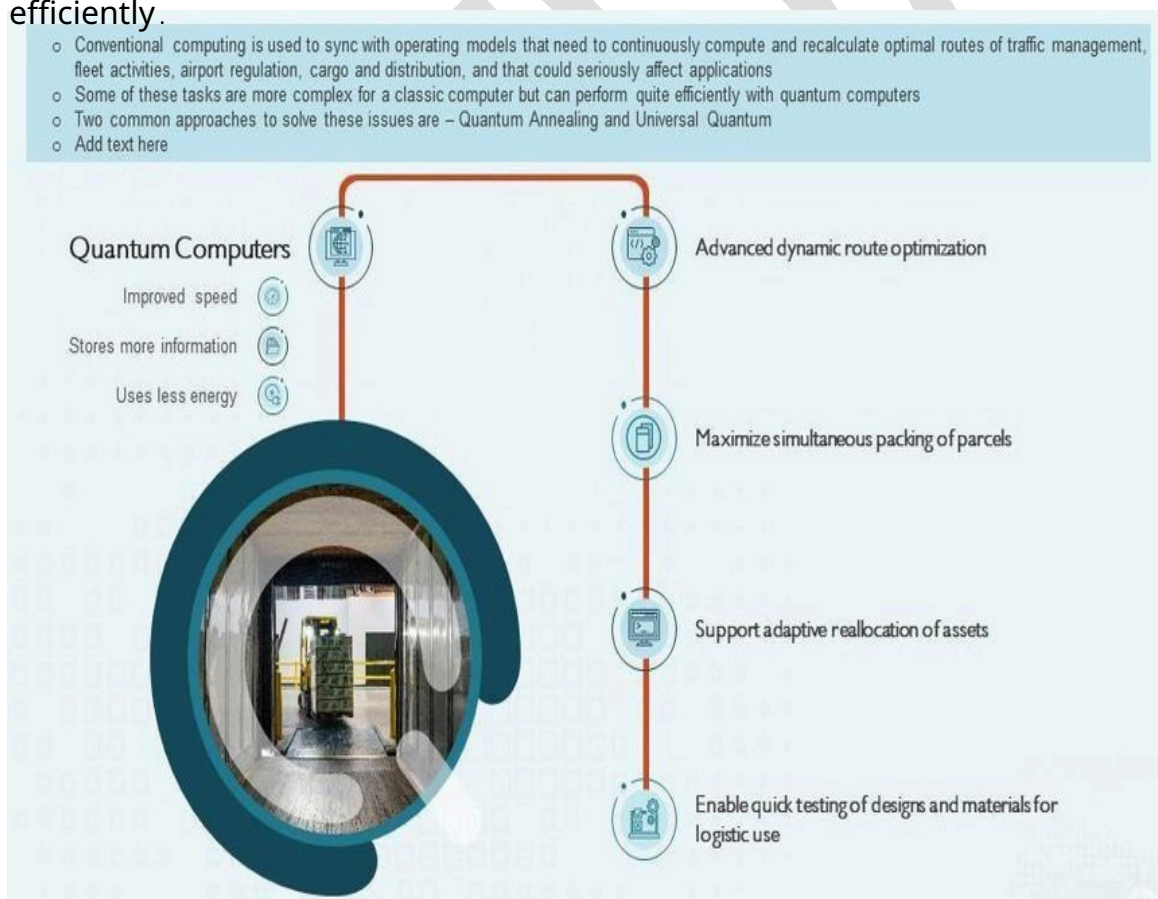 efficiently.
o Conventional computing is used to sync with operating models that need to continuously compute and recalculate optimal routes of traffic management,
fleet activities, airport regulation, cargo and distribution, and that could seriously affect applications
o Some of these tasks are more complex for a classic computer but can perform quite efficiently with quantum computers
o Two common approaches to solve these issues are – Quantum Annealing and Universal Quantum
o Add text here
Quantum Computers
Improved speed
Stores more information
Uses less energy
Advanced dynamic route optimization
Maximize simultaneous packing of parcels
Support adaptive reallocation of assets
Enable quick testing of designs and materials for
logistic use